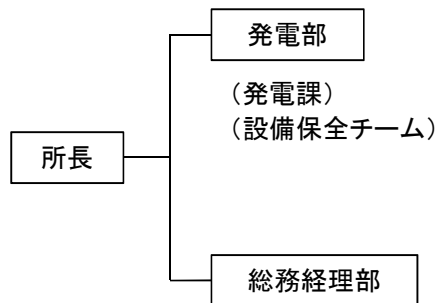 発電部
（発電課）
（設備保全チーム）
所長
総務経理部